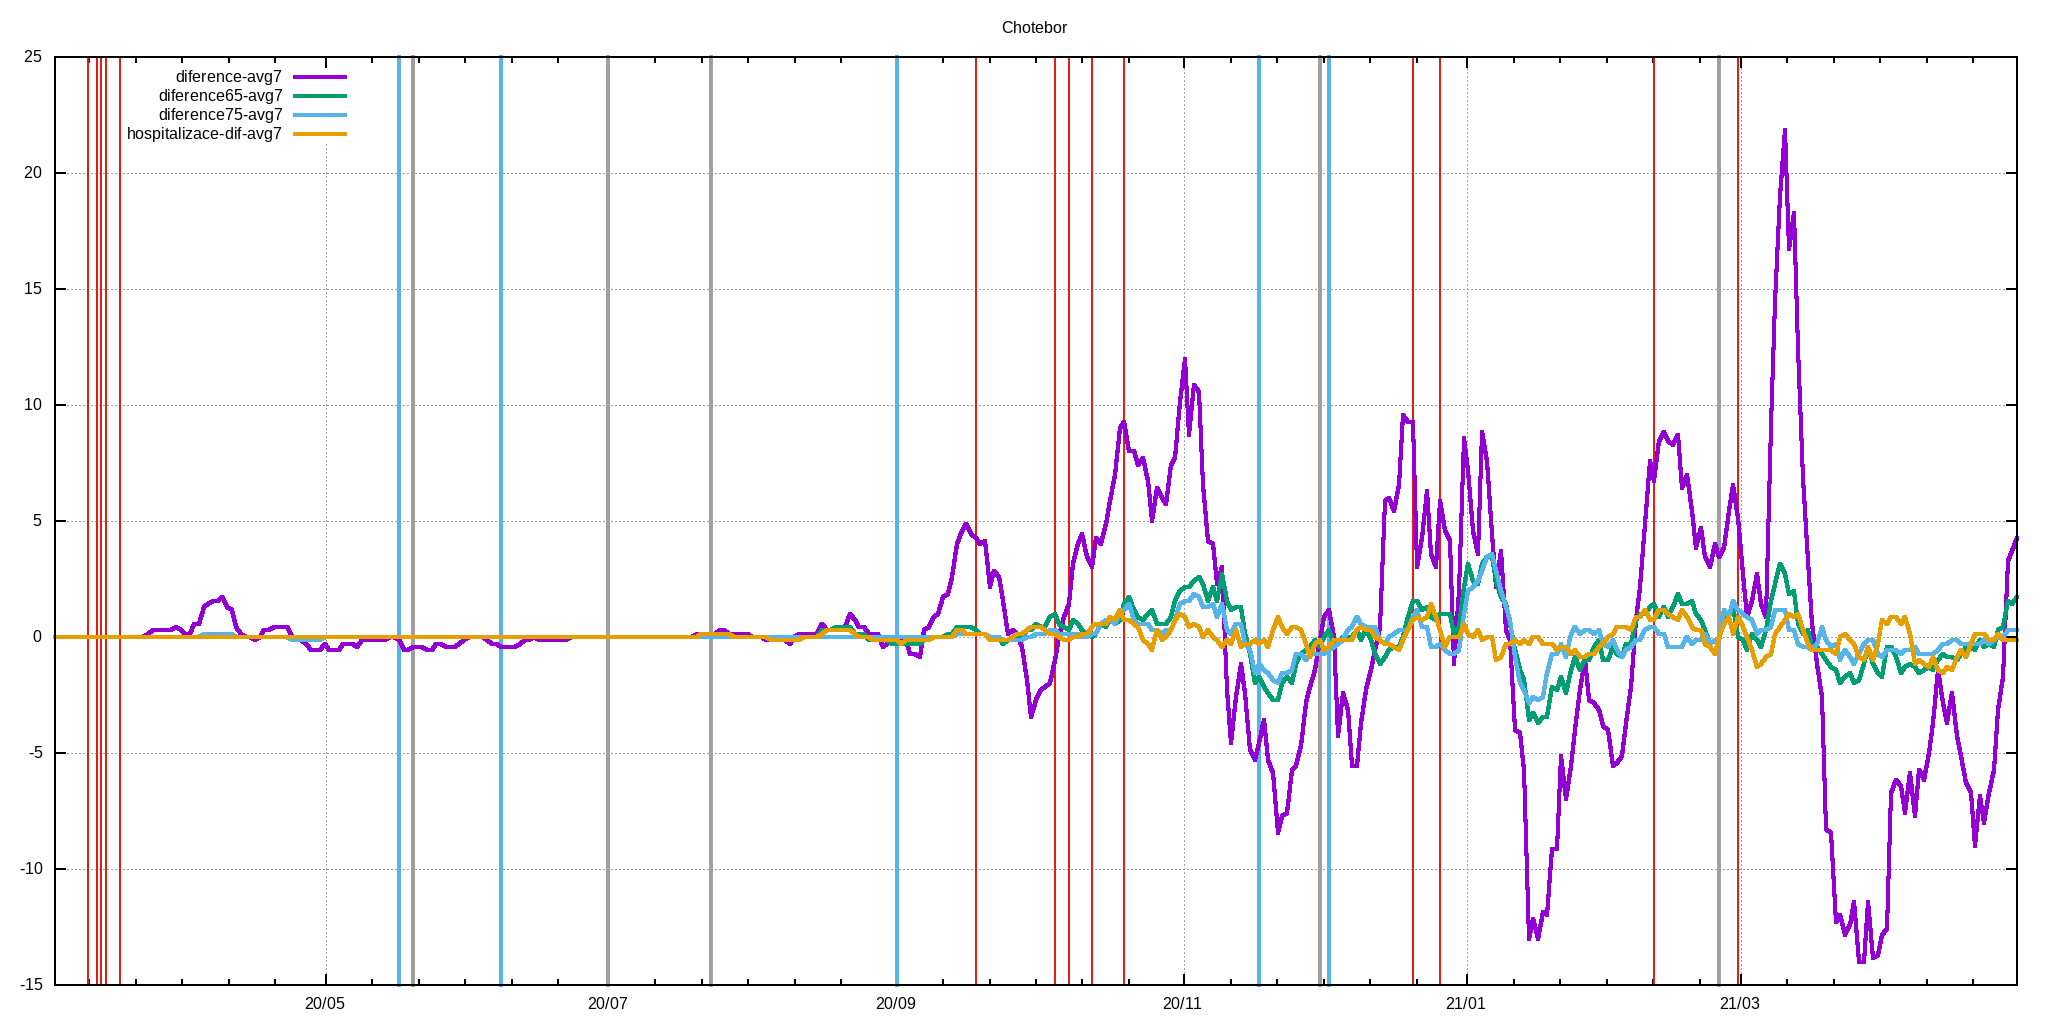 Chotebor
25
diference-avg7
diference65-avg7
diference75-avg7
hospitalizace-dif-avg7
20
15
10
5
0
-5
-10
-15
20/05 20/07 20/09 20/11 21/01 21/03